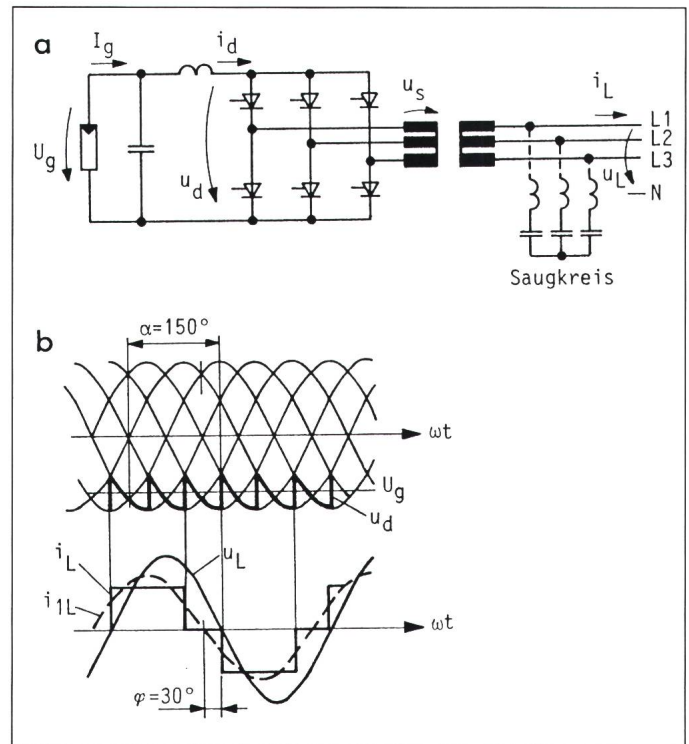 a
I_g
i_d
U_g
u_d
u_s
i_L
L1
L2
L3
u_L
N
Saugkreis
b
α=150°
ωt
U_g
u_d
i_L
u_L
i_1L
ωt
φ=30°